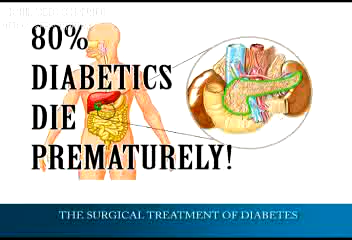 80%
DIABETICS
DIE
PREMATURELY!
THE SURGICAL TREATMENT OF DIABETES